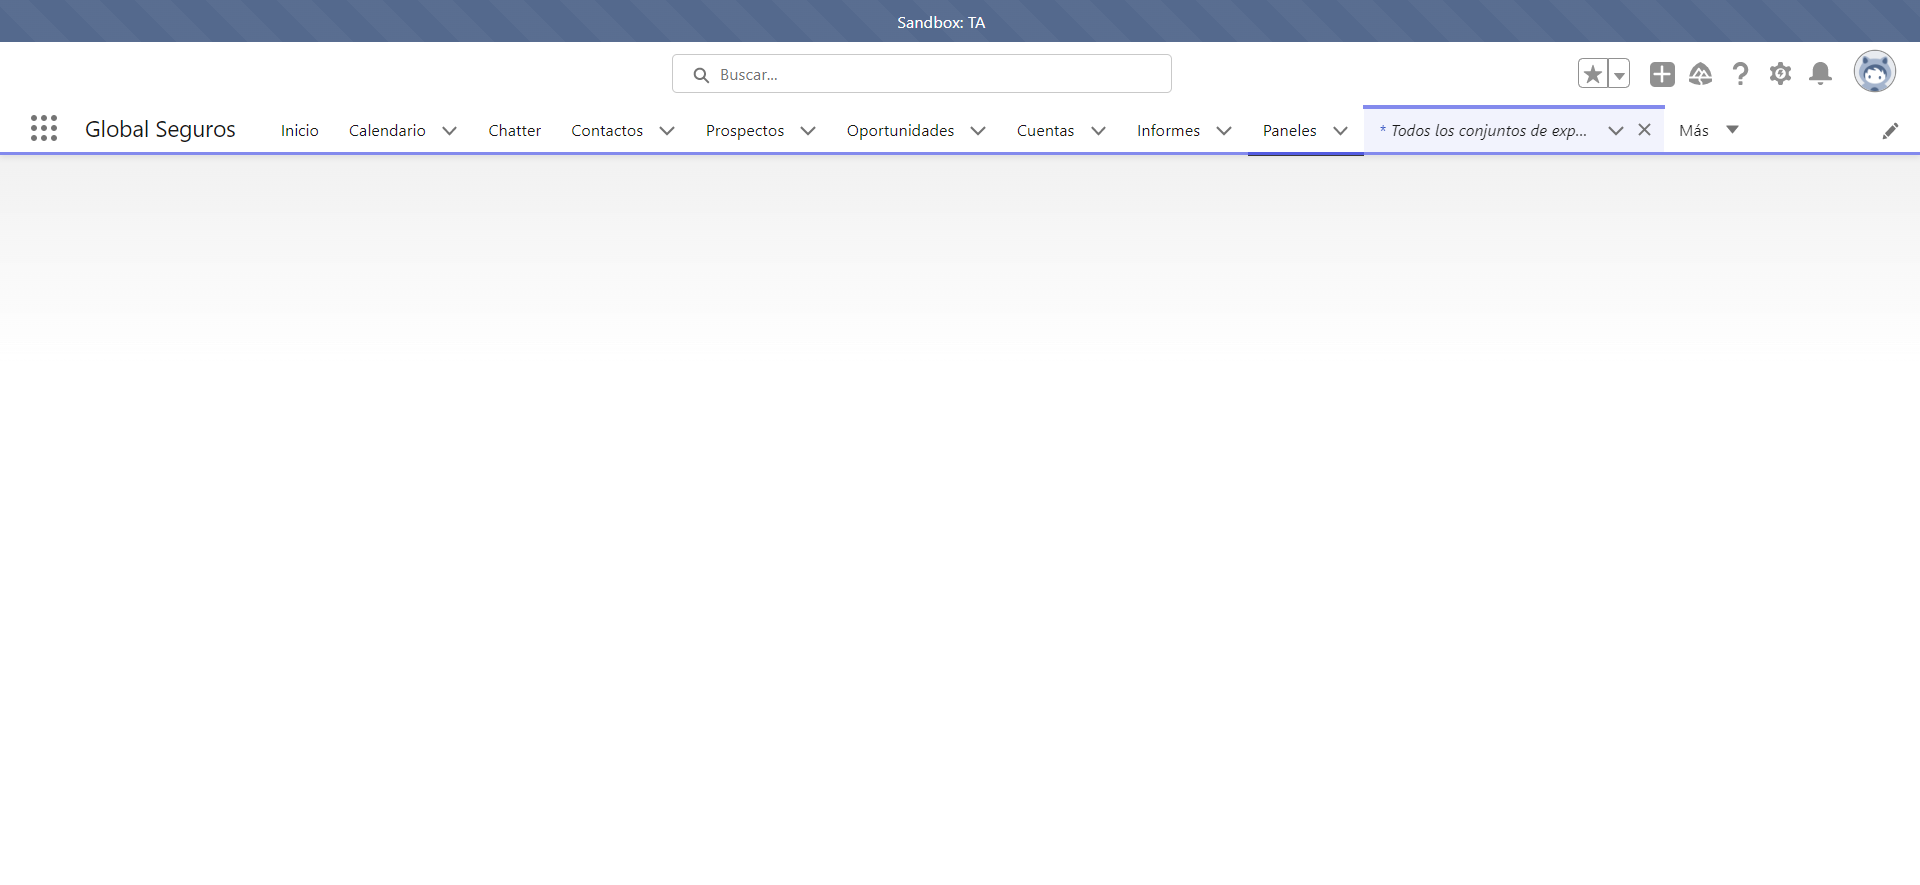 Sandbox: TA
Buscar...
Global Seguros
Inicio
Calendario
Chatter
Contactos
Prospectos
Oportunidades
Cuentas
Informes
Paneles
* Todos los conjuntos de exp...
Más